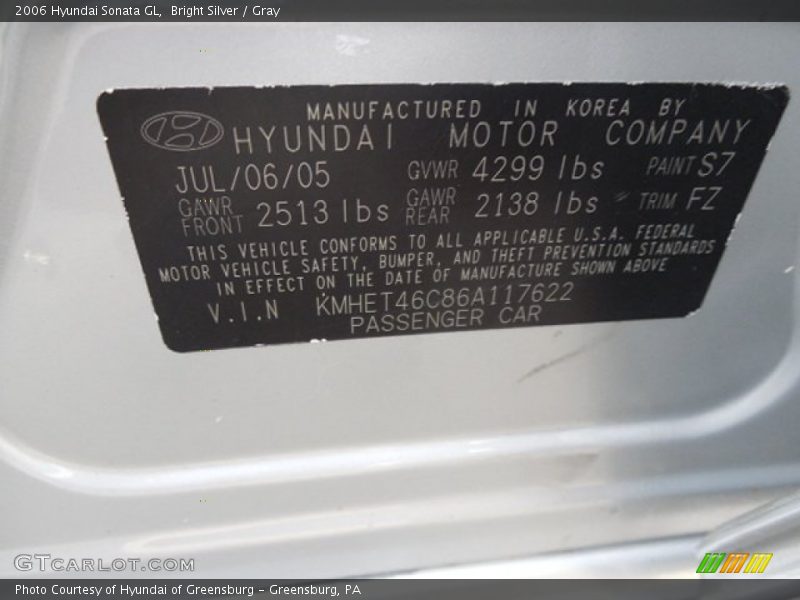 2006 Hyundai Sonata GL,  Bright Silver / Gray
MANUFACTURED IN KOREA BY
HYUNDAI MOTOR COMPANY
JUL/06/05 GVWR 4299 lbs PAINT S7
GAWR FRONT 2513 lbs GAWR REAR 2138 lbs TRIM FZ
THIS VEHICLE CONFORMS TO ALL APPLICABLE U.S.A. FEDERAL
MOTOR VEHICLE SAFETY, BUMPER, AND THEFT PREVENTION STANDARDS
IN EFFECT ON THE DATE OF MANUFACTURE SHOWN ABOVE
V.I.N KMHET46C86A117622
PASSENGER CAR
GTCARLOT.COM
Photo Courtesy of Hyundai of Greensburg - Greensburg, PA